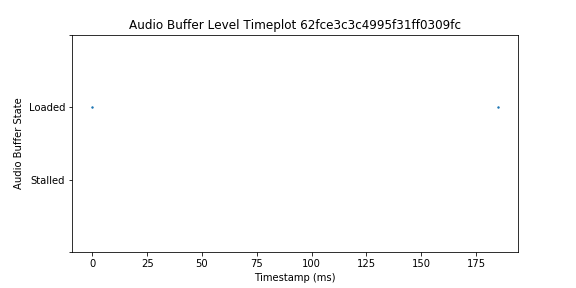 Audio Buffer Level Timeplot 62fce3c3c4995f31ff0309fc
Audio Buffer State
Loaded
Stalled
0 25 50 75 100 125 150 175
Timestamp (ms)